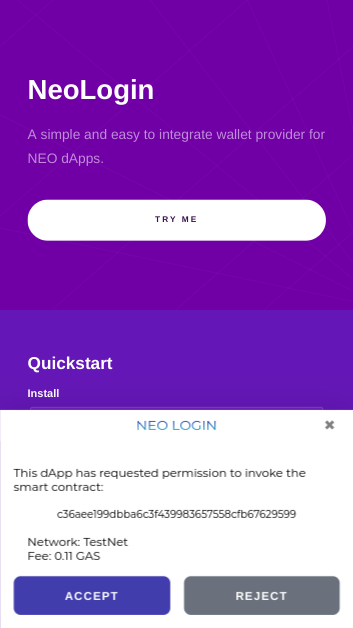 NeoLogin
A simple and easy to integrate wallet provider for
NEO dApps.
TRY ME
Quickstart
Install
NEO LOGIN
✖
This dApp has requested permission to invoke the
smart contract:
c36aee199dbba6c3f439983657558cfb67629599
Network: TestNet
Fee: 0.11 GAS
ACCEPT
REJECT